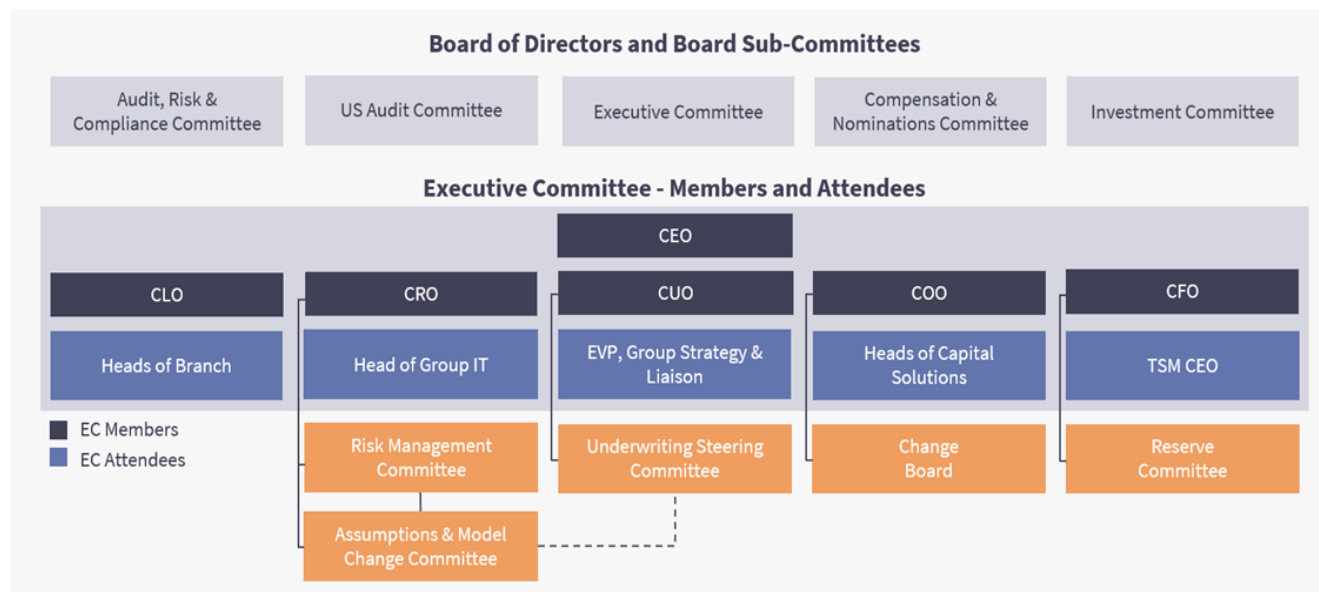 Board of Directors and Board Sub-Committees
Audit, Risk &
Compliance Committee
US Audit Committee
Executive Committee
Compensation &
Nominations Committee
Investment Committee
Executive Committee - Members and Attendees
CEO
CLO
CRO
CUO
COO
CFO
Heads of Branch
Head of Group IT
EVP, Group Strategy &
Liaison
Heads of Capital
Solutions
TSM CEO
EC Members
EC Attendees
Risk Management
Committee
Underwriting Steering
Committee
Change
Board
Reserve
Committee
Assumptions & Model
Change Committee